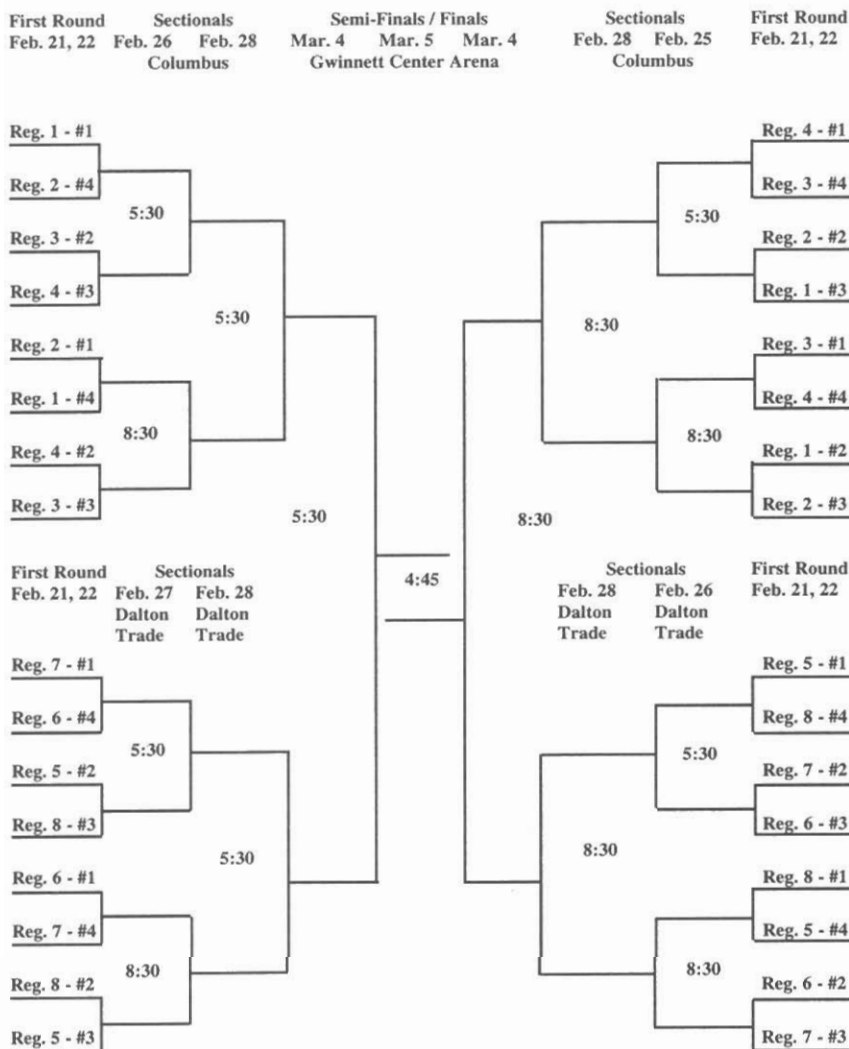 First Round Sectionals Semi-Finals / Finals Sectionals First Round
Feb. 21, 22 Feb. 26 Feb. 28 Mar. 4 Mar. 5 Mar. 4 Feb. 28 Feb. 25 Feb. 21, 22
Columbus Gwinnett Center Arena Columbus
Reg. 1 - #1 Reg. 4 - #1
Reg. 2 - #4 Reg. 3 - #4
5:30 5:30
Reg. 3 - #2 Reg. 2 - #2
Reg. 4 - #3 Reg. 1 - #3
5:30 8:30
Reg. 2 - #1 Reg. 3 - #1
Reg. 1 - #4 Reg. 4 - #4
8:30 8:30
Reg. 4 - #2 Reg. 1 - #2
Reg. 3 - #3 Reg. 2 - #3
5:30 8:30
First Round Sectionals 4:45 Sectionals First Round
Feb. 21, 22 Feb. 27 Feb. 28 Feb. 28 Feb. 26 Feb. 21, 22
Dalton Dalton Dalton Dalton
Trade Trade Trade Trade
Reg. 7 - #1 Reg. 5 - #1
Reg. 6 - #4 Reg. 8 - #4
5:30 5:30
Reg. 5 - #2 Reg. 7 - #2
Reg. 8 - #3 Reg. 6 - #3
5:30 8:30
Reg. 6 - #1 Reg. 8 - #1
Reg. 7 - #4 Reg. 5 - #4
8:30 8:30
Reg. 8 - #2 Reg. 6 - #2
Reg. 5 - #3 Reg. 7 - #3